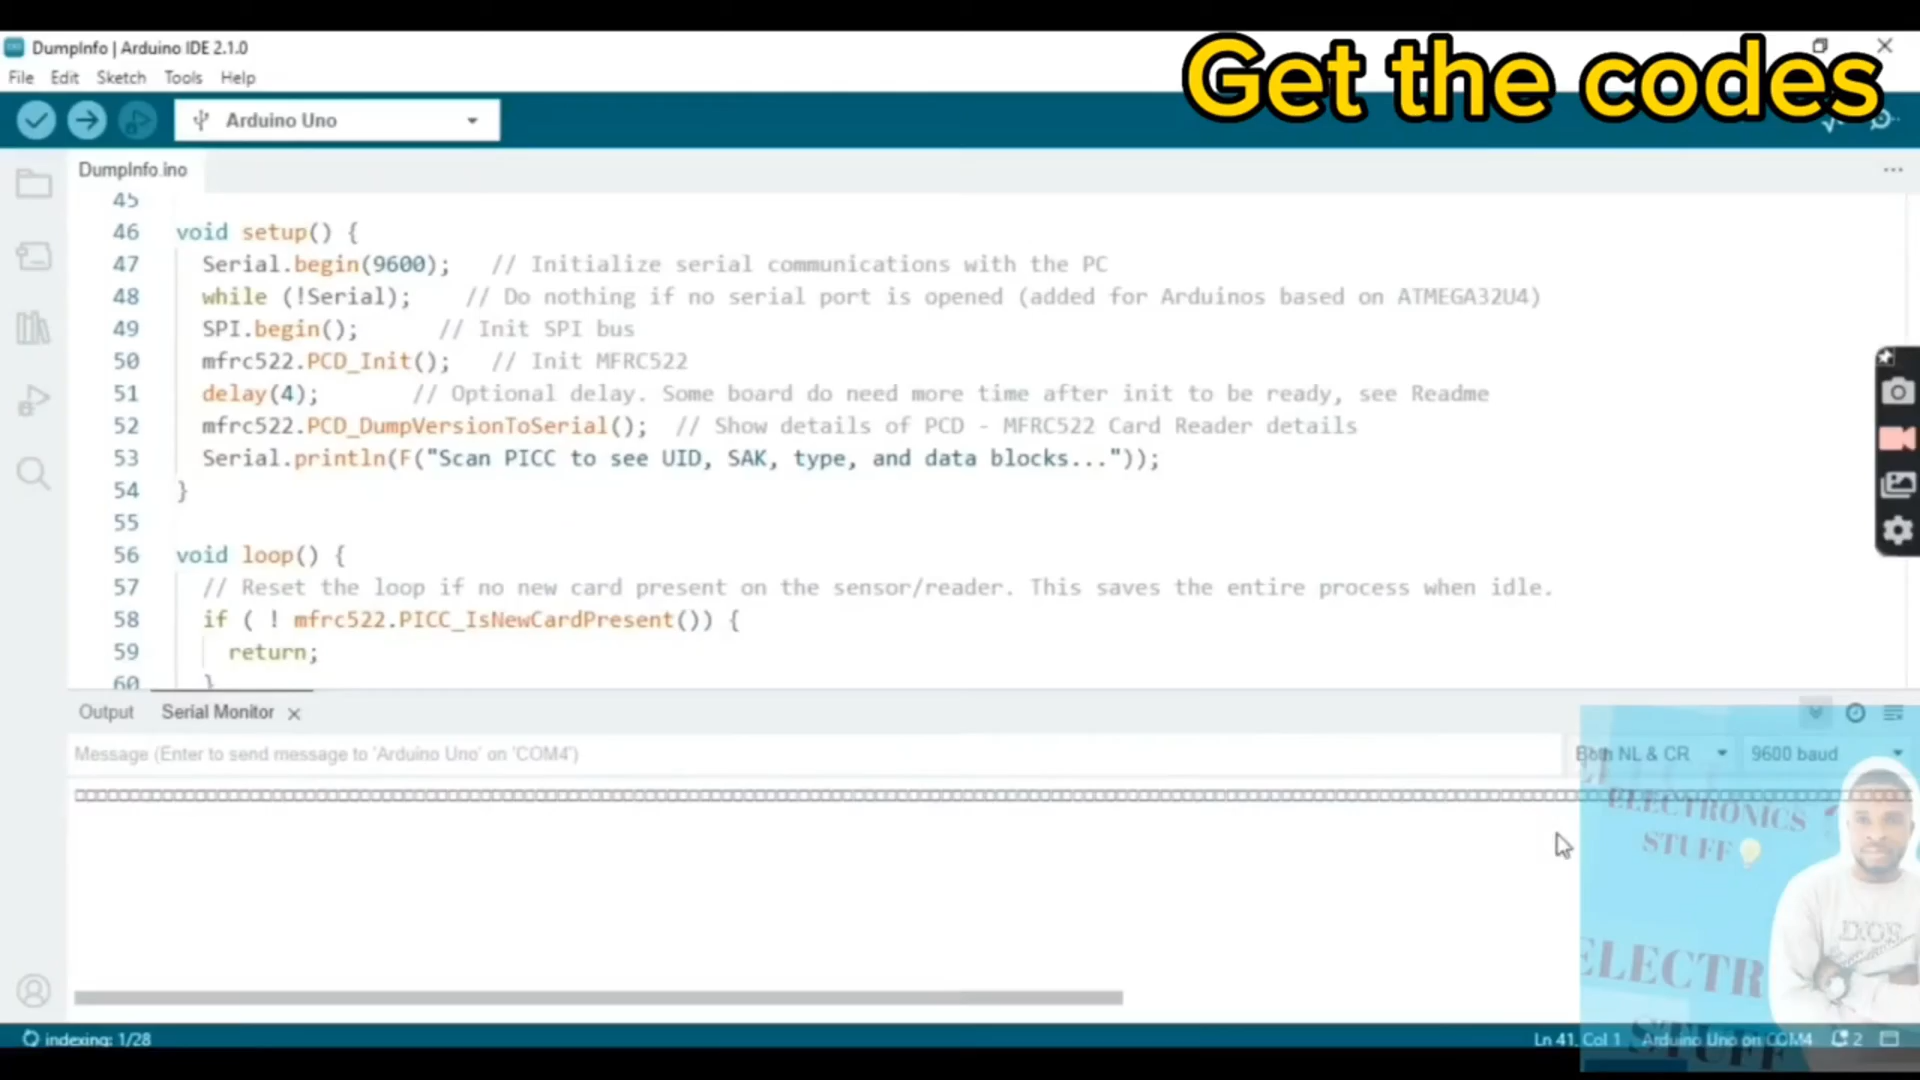 DumpInfo | Arduino IDE 2.1.0
Get the codes
File Edit Sketch Tools Help
Arduino Uno
DumpInfo.ino
45
46 void setup() {
47 Serial.begin(9600); // Initialize serial communications with the PC
48 while (!Serial); // Do nothing if no serial port is opened (added for Arduinos based on ATMEGA32U4)
49 SPI.begin(); // Init SPI bus
50 mfrc522.PCD_Init(); // Init MFRC522
51 delay(4); // Optional delay. Some board do need more time after init to be ready, see Readme
52 mfrc522.PCD_DumpVersionToSerial(); // Show details of PCD - MFRC522 Card Reader details
53 Serial.println(F("Scan PICC to see UID, SAK, type, and data blocks..."));
54 }
55
56 void loop() {
57 // Reset the loop if no new card present on the sensor/reader. This saves the entire process when idle.
58 if ( ! mfrc522.PICC_IsNewCardPresent()) {
59 return;
60 }
Output Serial Monitor
Message (Enter to send message to 'Arduino Uno' on 'COM4')
Both NL & CR 9600 baud
ELECTRONICS
STUFF
ELECTR
STUFF
indexing: 1/28
Ln 41, Col 1 Arduino Uno on COM4 2